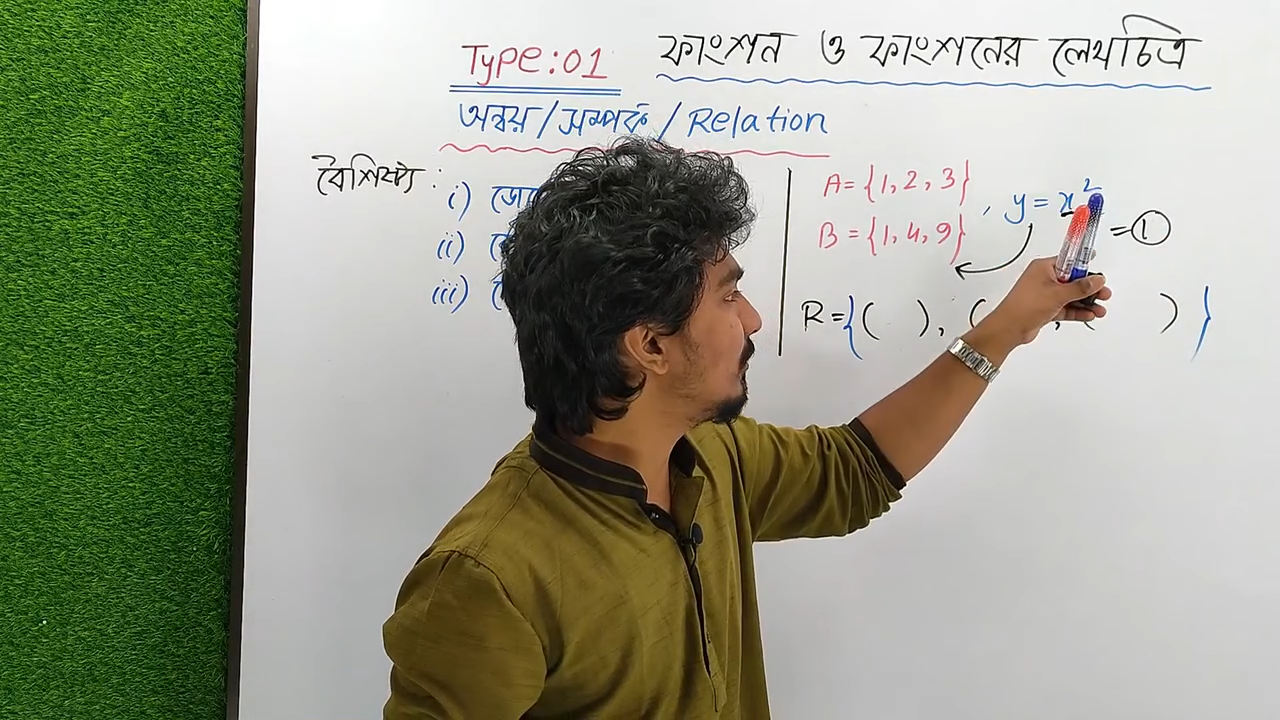 Type:01 ফাংশন ও ফাংশনের লেখচিত্র
অন্বয়/সম্পর্ক/Relation
বৈশিষ্ট্য :
i)
ii)
iii)
A={1,2,3}
B={1,4,9}
, y = x²
=①
R={( ), ( , ( ) }